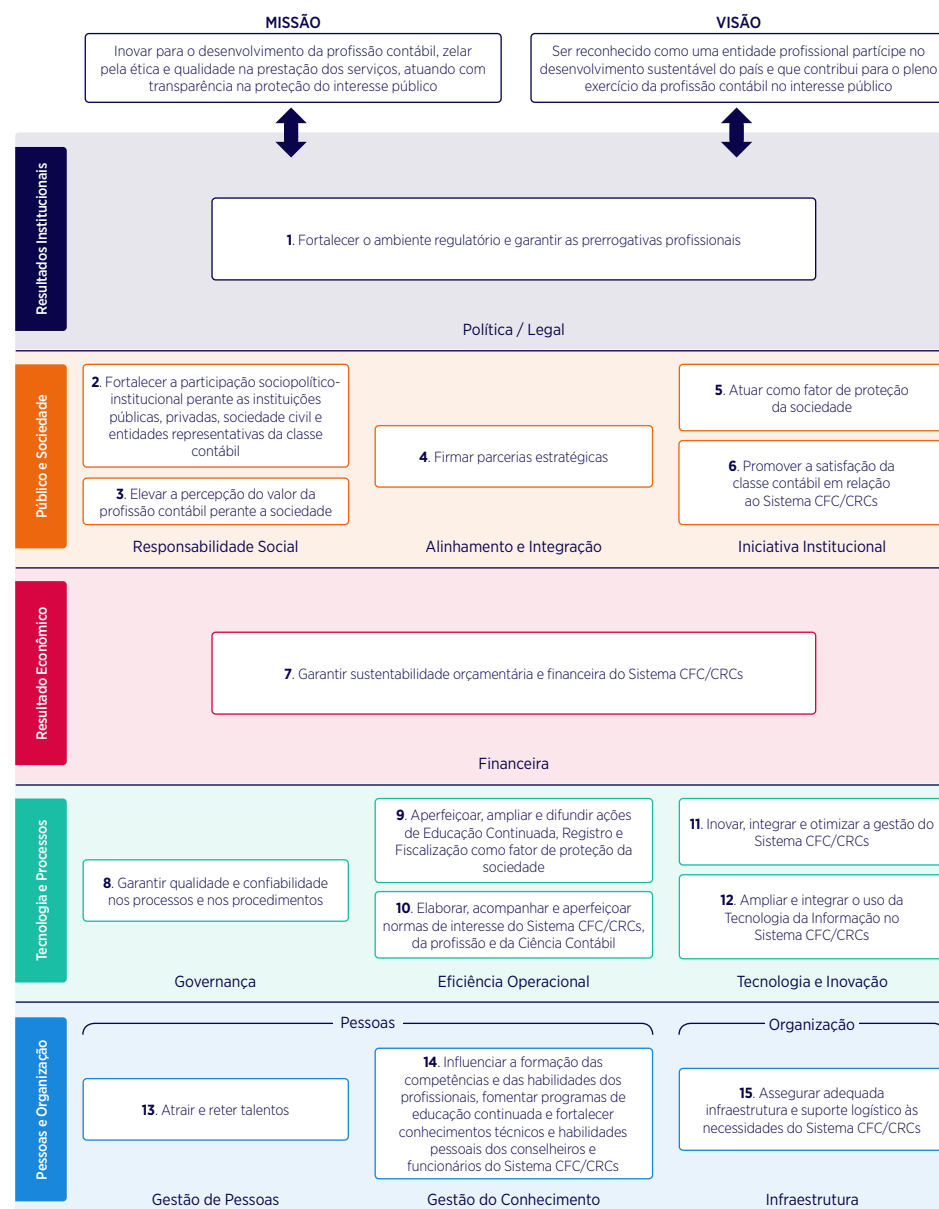 MISSÃO
Inovar para o desenvolvimento da profissão contábil, zelar
pela ética e qualidade na prestação dos serviços, atuando com
transparência na proteção do interesse público
VISÃO
Ser reconhecido como uma entidade profissional partícipe no
desenvolvimento sustentável do país e que contribui para o pleno
exercício da profissão contábil no interesse público
Resultados Institucionais
1. Fortalecer o ambiente regulatório e garantir as prerrogativas profissionais
Política / Legal
Público e Sociedade
2. Fortalecer a participação sociopolítico-
institucional perante as instituições
públicas, privadas, sociedade civil e
entidades representativas da classe
contábil
3. Elevar a percepção do valor da
profissão contábil perante a sociedade
Responsabilidade Social
4. Firmar parcerias estratégicas
Alinhamento e Integração
5. Atuar como fator de proteção
da sociedade
6. Promover a satisfação da
classe contábil em relação
ao Sistema CFC/CRCs
Iniciativa Institucional
Resultado Econômico
7. Garantir sustentabilidade orçamentária e financeira do Sistema CFC/CRCs
Financeira
Tecnologia e Processos
8. Garantir qualidade e confiabilidade
nos processos e nos procedimentos
Governança
9. Aperfeiçoar, ampliar e difundir ações
de Educação Continuada, Registro e
Fiscalização como fator de proteção da
sociedade
10. Elaborar, acompanhar e aperfeiçoar
normas de interesse do Sistema CFC/CRCs,
da profissão e da Ciência Contábil
Eficiência Operacional
11. Inovar, integrar e otimizar a gestão do
Sistema CFC/CRCs
12. Ampliar e integrar o uso da
Tecnologia da Informação no
Sistema CFC/CRCs
Tecnologia e Inovação
Pessoas e Organização
Pessoas
13. Atrair e reter talentos
Gestão de Pessoas
14. Influenciar a formação das
competências e das habilidades dos
profissionais, fomentar programas de
educação continuada e fortalecer
conhecimentos técnicos e habilidades
pessoais dos conselheiros e
funcionários do Sistema CFC/CRCs
Gestão do Conhecimento
Organização
15. Assegurar adequada
infraestrutura e suporte logístico às
necessidades do Sistema CFC/CRCs
Infraestrutura